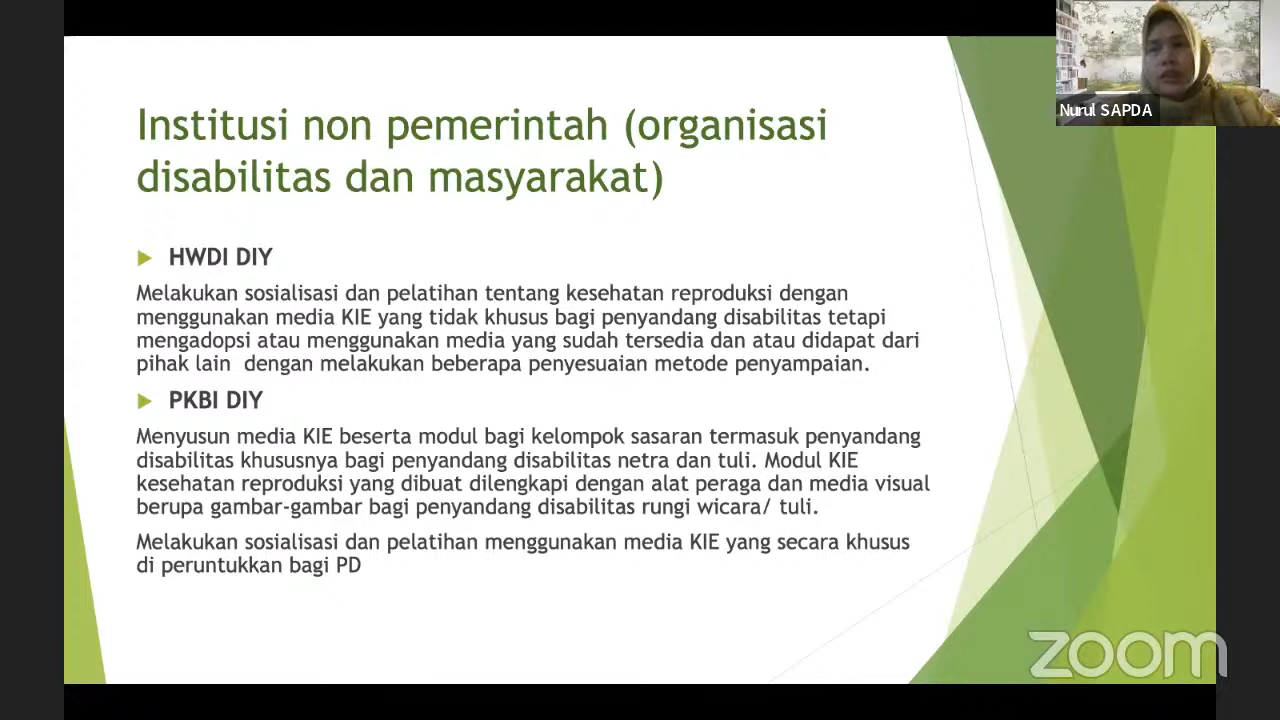 Institusi non pemerintah (organisasi
disabilitas dan masyarakat)
HWDI DIY
Melakukan sosialisasi dan pelatihan tentang kesehatan reproduksi dengan
menggunakan media KIE yang tidak khusus bagi penyandang disabilitas tetapi
mengadopsi atau menggunakan media yang sudah tersedia dan atau didapat dari
pihak lain dengan melakukan beberapa penyesuaian metode penyampaian.
PKBI DIY
Menyusun media KIE beserta modul bagi kelompok sasaran termasuk penyandang
disabilitas khususnya bagi penyandang disabilitas netra dan tuli. Modul KIE
kesehatan reproduksi yang dibuat dilengkapi dengan alat peraga dan media visual
berupa gambar-gambar bagi penyandang disabilitas rungi wicara/ tuli.
Melakukan sosialisasi dan pelatihan menggunakan media KIE yang secara khusus
di peruntukkan bagi PD
Nurul SAPDA
zoom